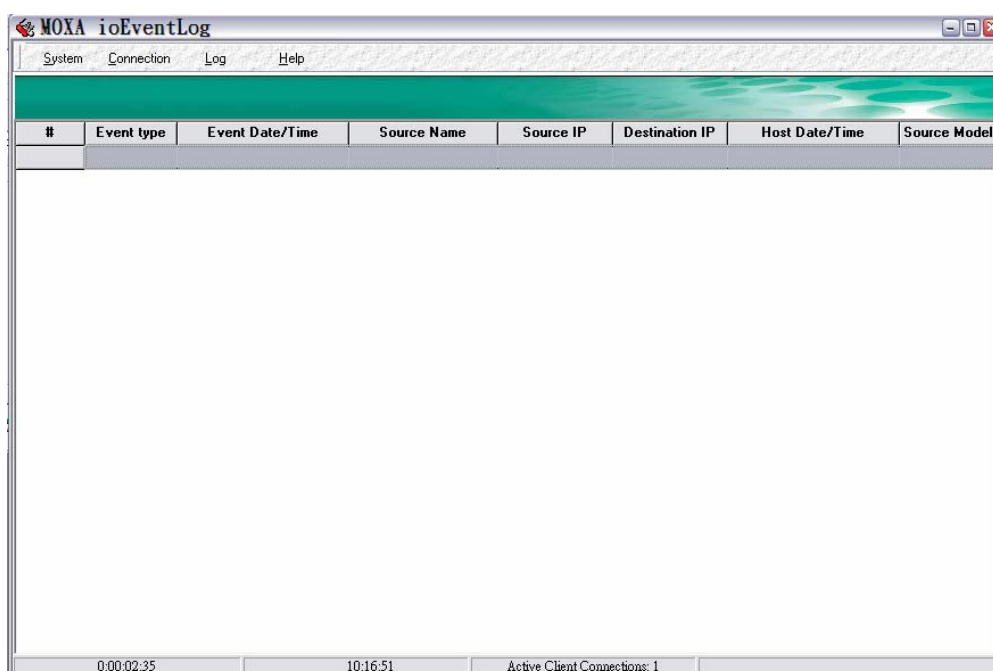 MOXA ioEventLog
System Connection Log Help
# Event type Event Date/Time Source Name Source IP Destination IP Host Date/Time Source Model
0:00:02:35 10:16:51 Active Client Connections: 1